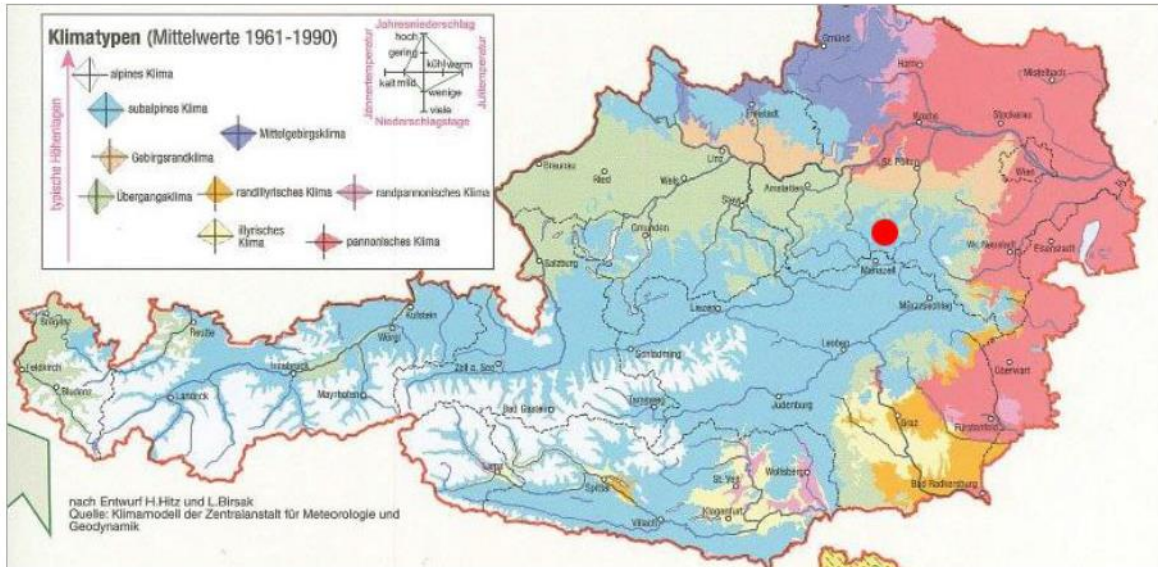 Klimatypen (Mittelwerte 1961-1990)
typische Höhenlagen
alpines Klima
subalpines Klima
Mittelgebirgsklima
Gebirgsrandklima
Übergangsklima
randillyrisches Klima
randpannonisches Klima
illyrisches
Klima
pannonisches Klima
Jahresniederschlag
hoch
gering
kühl warm
kalt mild
wenige
viele
Niederschlagstage
Jännertemperatur
Julitemperatur
Gmünd
Horn
Mistelbach
Freistadt
Krems
Stockerau
Linz
St. Pölten
Wien
Braunau
Ried
Wels
Amstetten
Steyr
Gmunden
Wr. Neustadt
Eisenstadt
Salzburg
Mariazell
Mürzzuschlag
Kufstein
Bregenz
Reutte
Wörgl
Liezen
Leoben
Feldkirch
Innsbruck
Zell a. See
Schladming
Oberwart
Bludenz
Landeck
Mayrhofen
Bad Gastein
Tamsweg
Judenburg
Graz
Fürstenfeld
Lienz
Spittal
St. Veit
Wolfsberg
Bad Radkersburg
Villach
Klagenfurt
nach Entwurf H.Hitz und L.Birsak
Quelle: Klimamodell der Zentralanstalt für Meteorologie und
Geodynamik